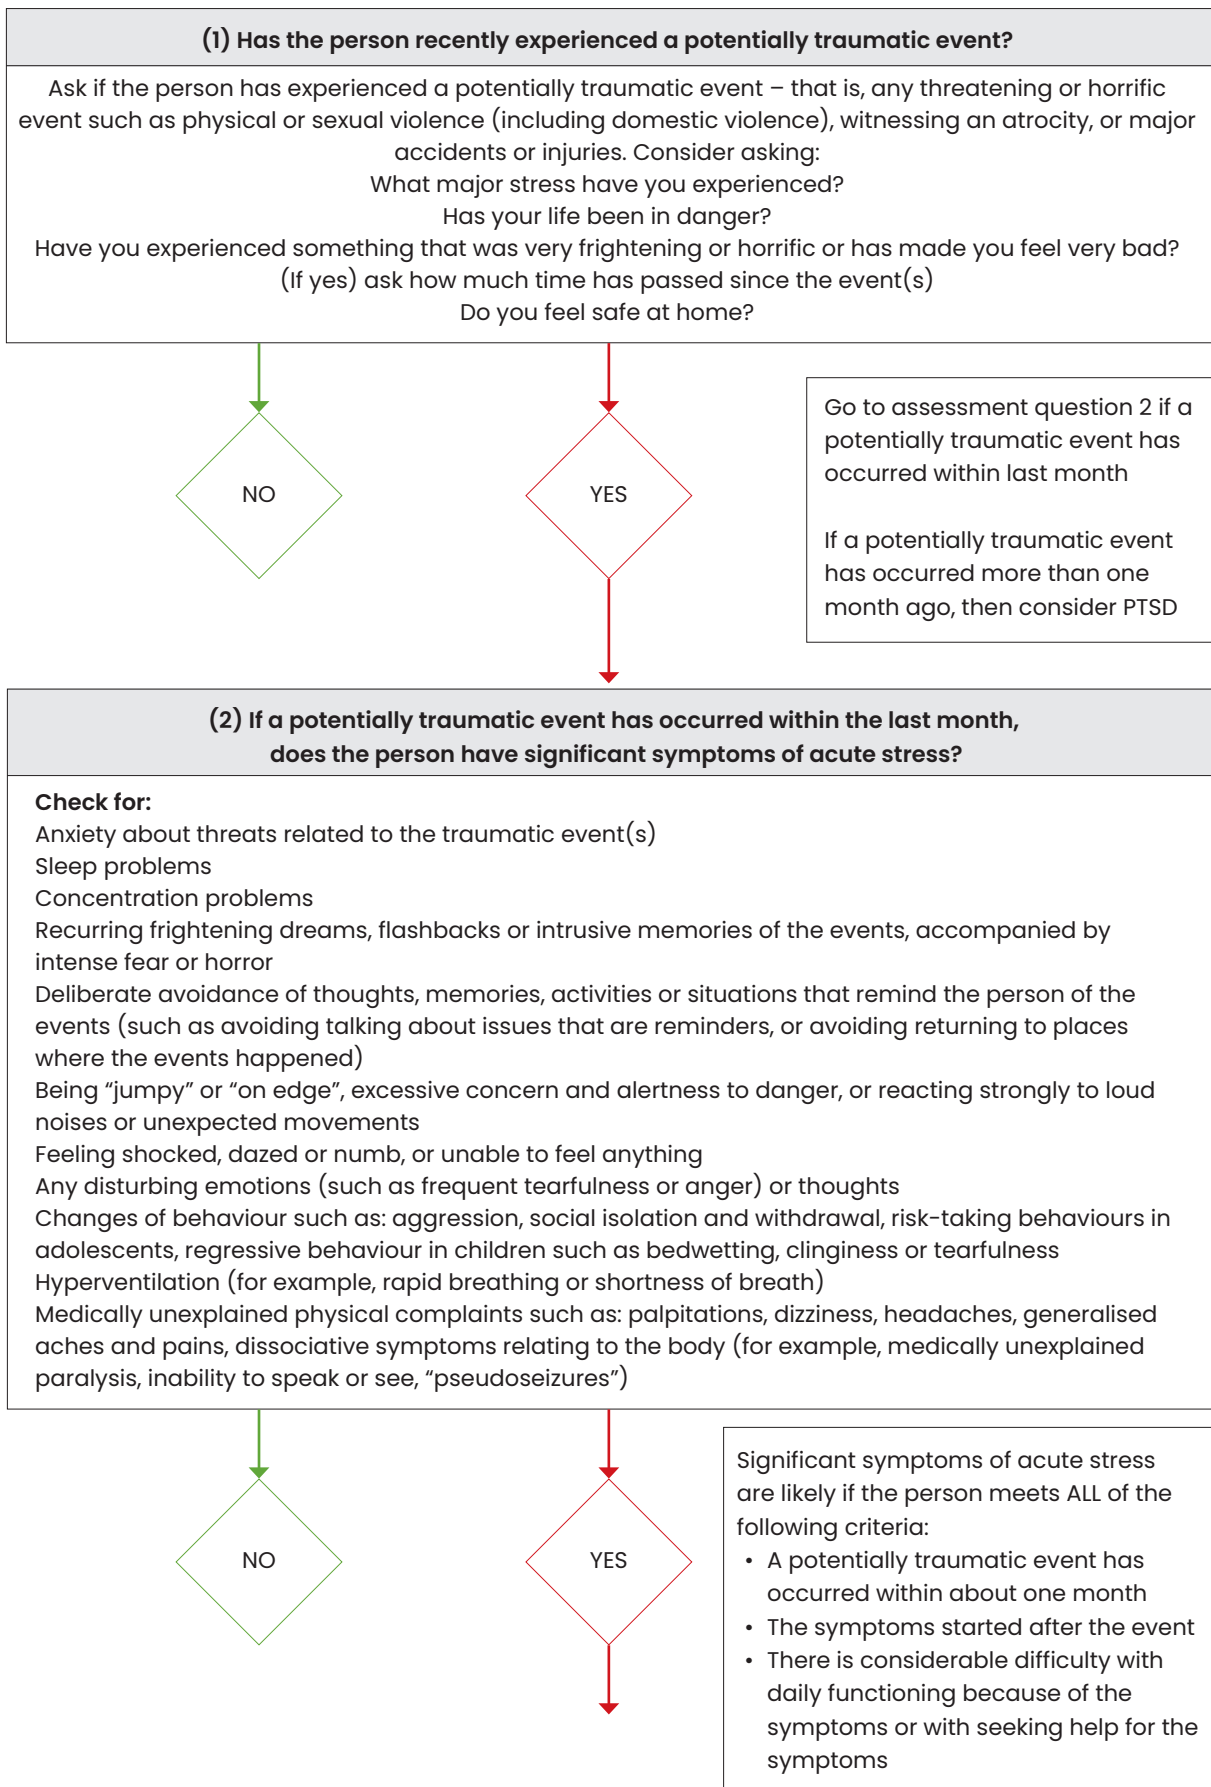 (1) Has the person recently experienced a potentially traumatic event?
Ask if the person has experienced a potentially traumatic event – that is, any threatening or horrific
event such as physical or sexual violence (including domestic violence), witnessing an atrocity, or major
accidents or injuries. Consider asking:
What major stress have you experienced?
Has your life been in danger?
Have you experienced something that was very frightening or horrific or has made you feel very bad?
(If yes) ask how much time has passed since the event(s)
Do you feel safe at home?
NO
YES
Go to assessment question 2 if a
potentially traumatic event has
occurred within last month
If a potentially traumatic event
has occurred more than one
month ago, then consider PTSD
(2) If a potentially traumatic event has occurred within the last month,
does the person have significant symptoms of acute stress?
Check for:
Anxiety about threats related to the traumatic event(s)
Sleep problems
Concentration problems
Recurring frightening dreams, flashbacks or intrusive memories of the events, accompanied by
intense fear or horror
Deliberate avoidance of thoughts, memories, activities or situations that remind the person of the
events (such as avoiding talking about issues that are reminders, or avoiding returning to places
where the events happened)
Being “jumpy” or “on edge”, excessive concern and alertness to danger, or reacting strongly to loud
noises or unexpected movements
Feeling shocked, dazed or numb, or unable to feel anything
Any disturbing emotions (such as frequent tearfulness or anger) or thoughts
Changes of behaviour such as: aggression, social isolation and withdrawal, risk-taking behaviours in
adolescents, regressive behaviour in children such as bedwetting, clinginess or tearfulness
Hyperventilation (for example, rapid breathing or shortness of breath)
Medically unexplained physical complaints such as: palpitations, dizziness, headaches, generalised
aches and pains, dissociative symptoms relating to the body (for example, medically unexplained
paralysis, inability to speak or see, “pseudoseizures”)
NO
YES
Significant symptoms of acute stress
are likely if the person meets ALL of the
following criteria:
• A potentially traumatic event has
occurred within about one month
• The symptoms started after the event
• There is considerable difficulty with
daily functioning because of the
symptoms or with seeking help for the
symptoms